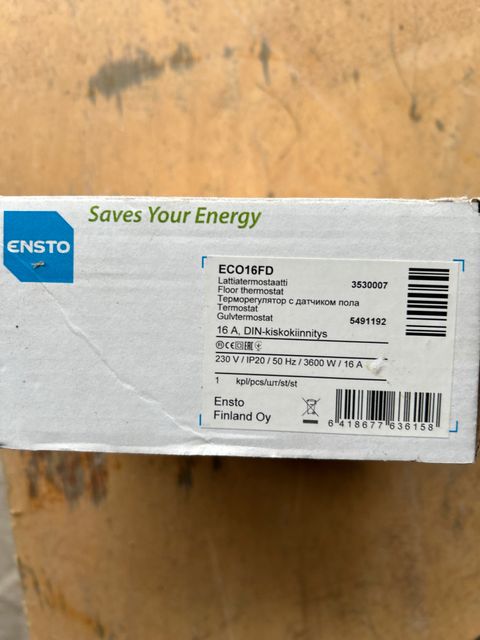 Saves Your Energy
ENSTO
ECO16FD
Lattiatermostaatti 3530007
Floor thermostat
Терморегулятор с датчиком пола
Termostat
Gulvtermostat 5491192
16 A, DIN-kiskokiinnitys
230 V / IP20 / 50 Hz / 3600 W / 16 A
1 kpl/pcs/шт/st/st
Ensto
Finland Oy
6 418677 636158